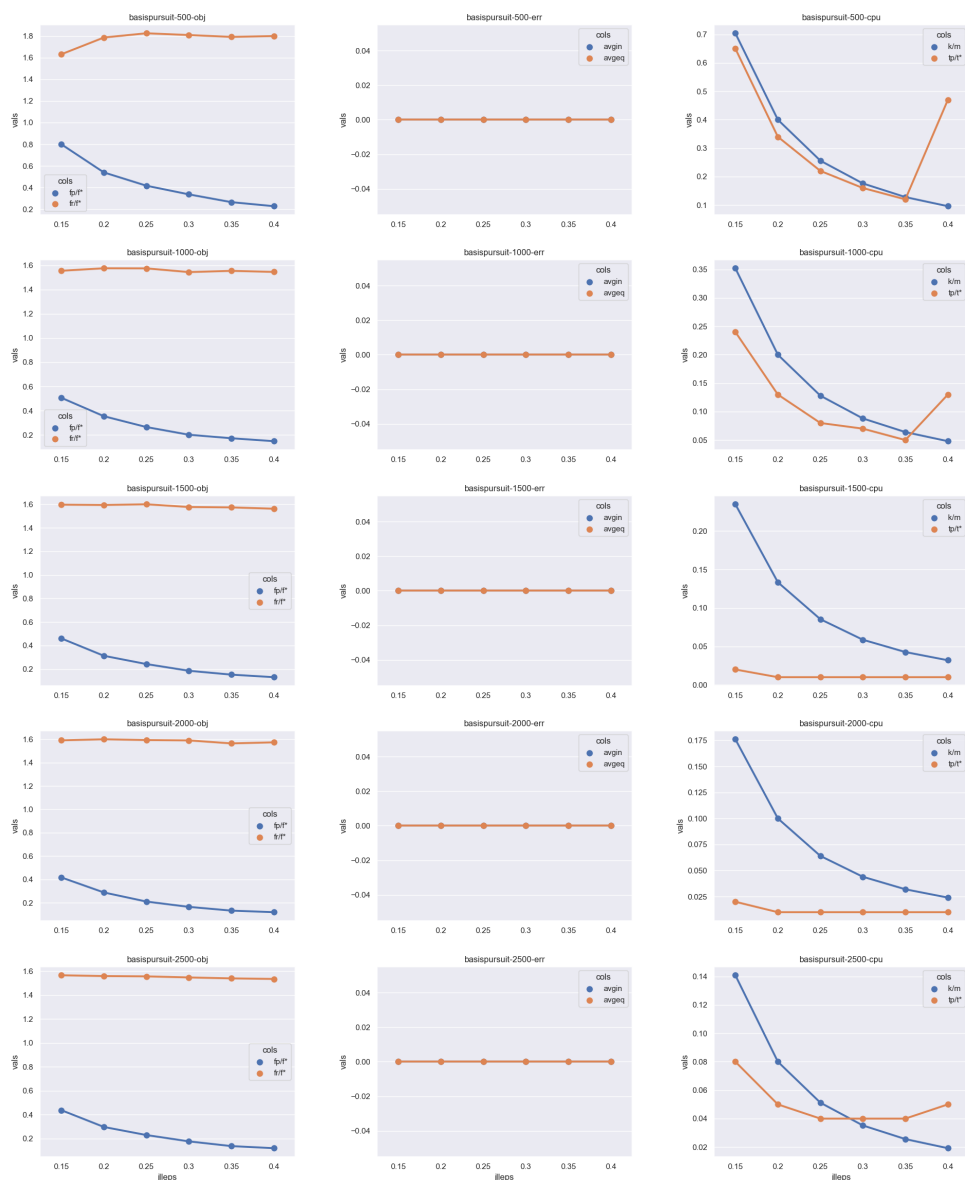 basispursuit-500-obj
vals
1.8
1.6
1.4
1.2
1.0
0.8
0.6
0.4
0.2
cols
fp/f*
fr/f*
0.15 0.2 0.25 0.3 0.35 0.4
basispursuit-500-err
vals
0.04
0.02
0.00
−0.02
−0.04
cols
avgin
avgeq
0.15 0.2 0.25 0.3 0.35 0.4
basispursuit-500-cpu
vals
0.7
0.6
0.5
0.4
0.3
0.2
0.1
cols
k/m
tp/t*
0.15 0.2 0.25 0.3 0.35 0.4
basispursuit-1000-obj
vals
1.6
1.4
1.2
1.0
0.8
0.6
0.4
0.2
cols
fp/f*
fr/f*
0.15 0.2 0.25 0.3 0.35 0.4
basispursuit-1000-err
vals
0.04
0.02
0.00
−0.02
−0.04
cols
avgin
avgeq
0.15 0.2 0.25 0.3 0.35 0.4
basispursuit-1000-cpu
vals
0.35
0.30
0.25
0.20
0.15
0.10
0.05
cols
k/m
tp/t*
0.15 0.2 0.25 0.3 0.35 0.4
basispursuit-1500-obj
vals
1.6
1.4
1.2
1.0
0.8
0.6
0.4
0.2
cols
fp/f*
fr/f*
0.15 0.2 0.25 0.3 0.35 0.4
basispursuit-1500-err
vals
0.04
0.02
0.00
−0.02
−0.04
cols
avgin
avgeq
0.15 0.2 0.25 0.3 0.35 0.4
basispursuit-1500-cpu
vals
0.20
0.15
0.10
0.05
0.00
cols
k/m
tp/t*
0.15 0.2 0.25 0.3 0.35 0.4
basispursuit-2000-obj
vals
1.6
1.4
1.2
1.0
0.8
0.6
0.4
0.2
cols
fp/f*
fr/f*
0.15 0.2 0.25 0.3 0.35 0.4
basispursuit-2000-err
vals
0.04
0.02
0.00
−0.02
−0.04
cols
avgin
avgeq
0.15 0.2 0.25 0.3 0.35 0.4
basispursuit-2000-cpu
vals
0.175
0.150
0.125
0.100
0.075
0.050
0.025
cols
k/m
tp/t*
0.15 0.2 0.25 0.3 0.35 0.4
basispursuit-2500-obj
vals
1.6
1.4
1.2
1.0
0.8
0.6
0.4
0.2
cols
fp/f*
fr/f*
0.15 0.2 0.25 0.3 0.35 0.4
illeps
basispursuit-2500-err
vals
0.04
0.02
0.00
−0.02
−0.04
cols
avgin
avgeq
0.15 0.2 0.25 0.3 0.35 0.4
illeps
basispursuit-2500-cpu
vals
0.14
0.12
0.10
0.08
0.06
0.04
0.02
cols
k/m
tp/t*
0.15 0.2 0.25 0.3 0.35 0.4
illeps